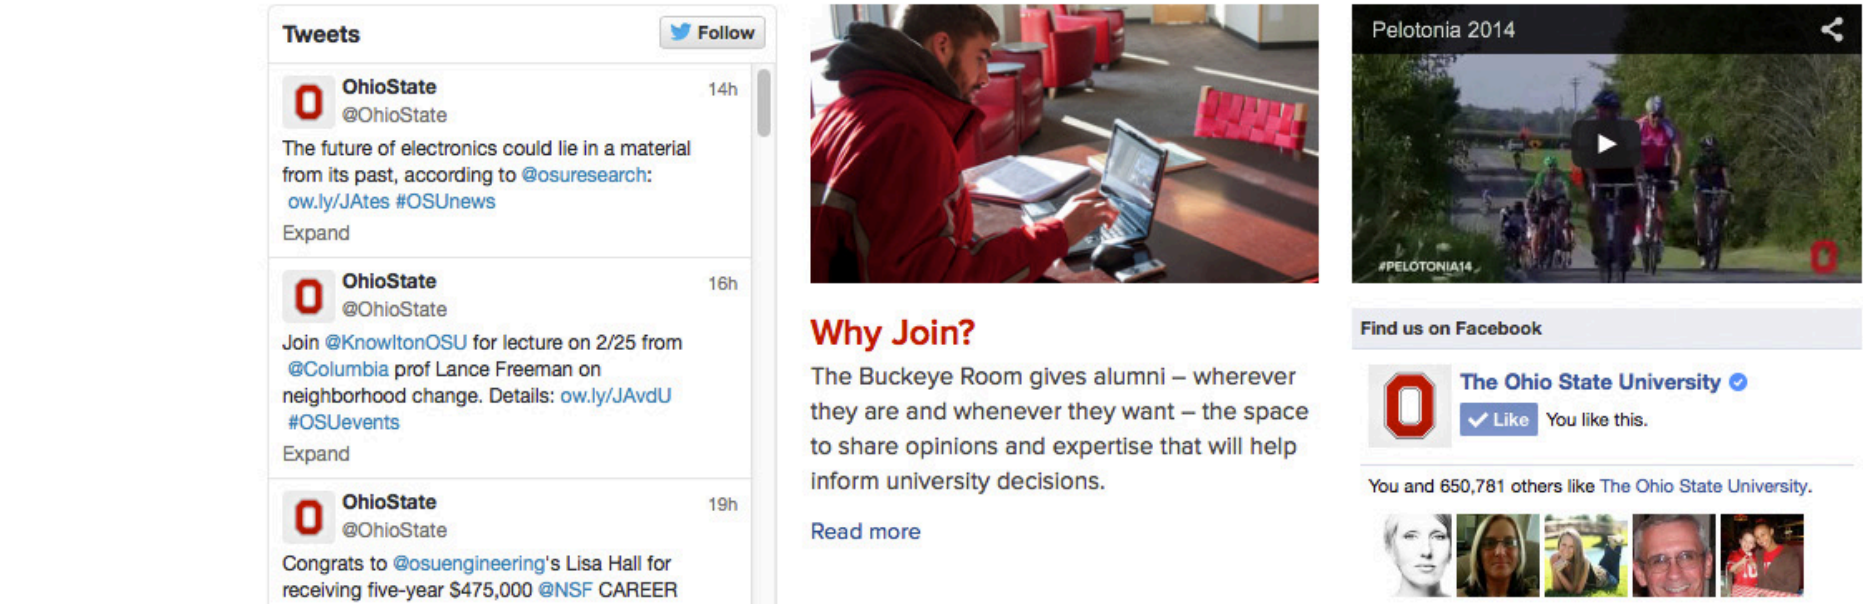 Tweets
Follow
OhioState
14h
@OhioState
The future of electronics could lie in a material
from its past, according to @osuresearch:
ow.ly/JAtes #OSUnews
Expand
OhioState
16h
@OhioState
Join @KnowltonOSU for lecture on 2/25 from
@Columbia prof Lance Freeman on
neighborhood change. Details: ow.ly/JAvdU
#OSUevents
Expand
OhioState
19h
@OhioState
Congrats to @osuengineering's Lisa Hall for
receiving five-year $475,000 @NSF CAREER
Why Join?
The Buckeye Room gives alumni – wherever
they are and whenever they want – the space
to share opinions and expertise that will help
inform university decisions.
Read more
Pelotonia 2014
#PELOTONIA14
Find us on Facebook
The Ohio State University
Like
You like this.
You and 650,781 others like The Ohio State University.